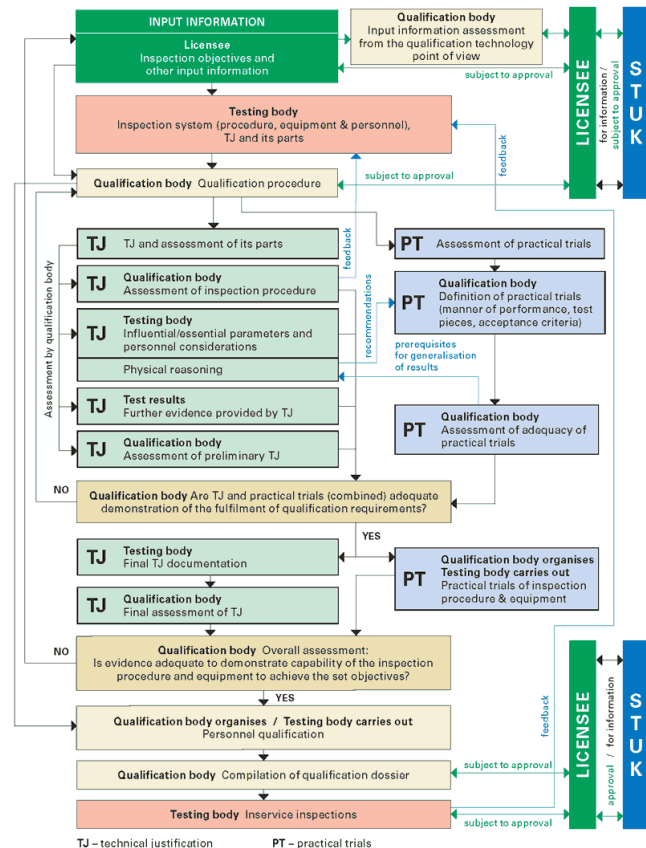 INPUT INFORMATION
Licensee
Inspection objectives and
other input information
Qualification body
Input information assessment
from the qualification technology
point of view
subject to approval
LICENSEE
for information /
subject to approval
STUK
Testing body
Inspection system (procedure, equipment & personnel),
TJ and its parts
feedback
Qualification body Qualification procedure
subject to approval
TJ TJ and assessment of its parts
PT Assessment of practical trials
feedback
TJ Qualification body
Assessment of inspection procedure
PT Qualification body
Definition of practical trials
(manner of performance, test
pieces, acceptance criteria)
recommendations
Assessment by qualification body
TJ Testing body
Influential/essential parameters and
personnel considerations
Physical reasoning
prerequisites
for generalisation
of results
TJ Test results
Further evidence provided by TJ
PT Qualification body
Assessment of adequacy of
practical trials
TJ Qualification body
Assessment of preliminary TJ
NO
Qualification body Are TJ and practical trials (combined) adequate
demonstration of the fulfilment of qualification requirements?
YES
TJ Testing body
Final TJ documentation
PT Qualification body organises
Testing body carries out
Practical trials of inspection
procedure & equipment
TJ Qualification body
Final assessment of TJ
NO
Qualification body Overall assessment:
Is evidence adequate to demonstrate capability of the inspection
procedure and equipment to achieve the set objectives?
YES
feedback
LICENSEE
approval / for information
STUK
Qualification body organises / Testing body carries out
Personnel qualification
Qualification body Compilation of qualification dossier
subject to approval
Testing body Inservice inspections
subject to approval
TJ – technical justification
PT – practical trials